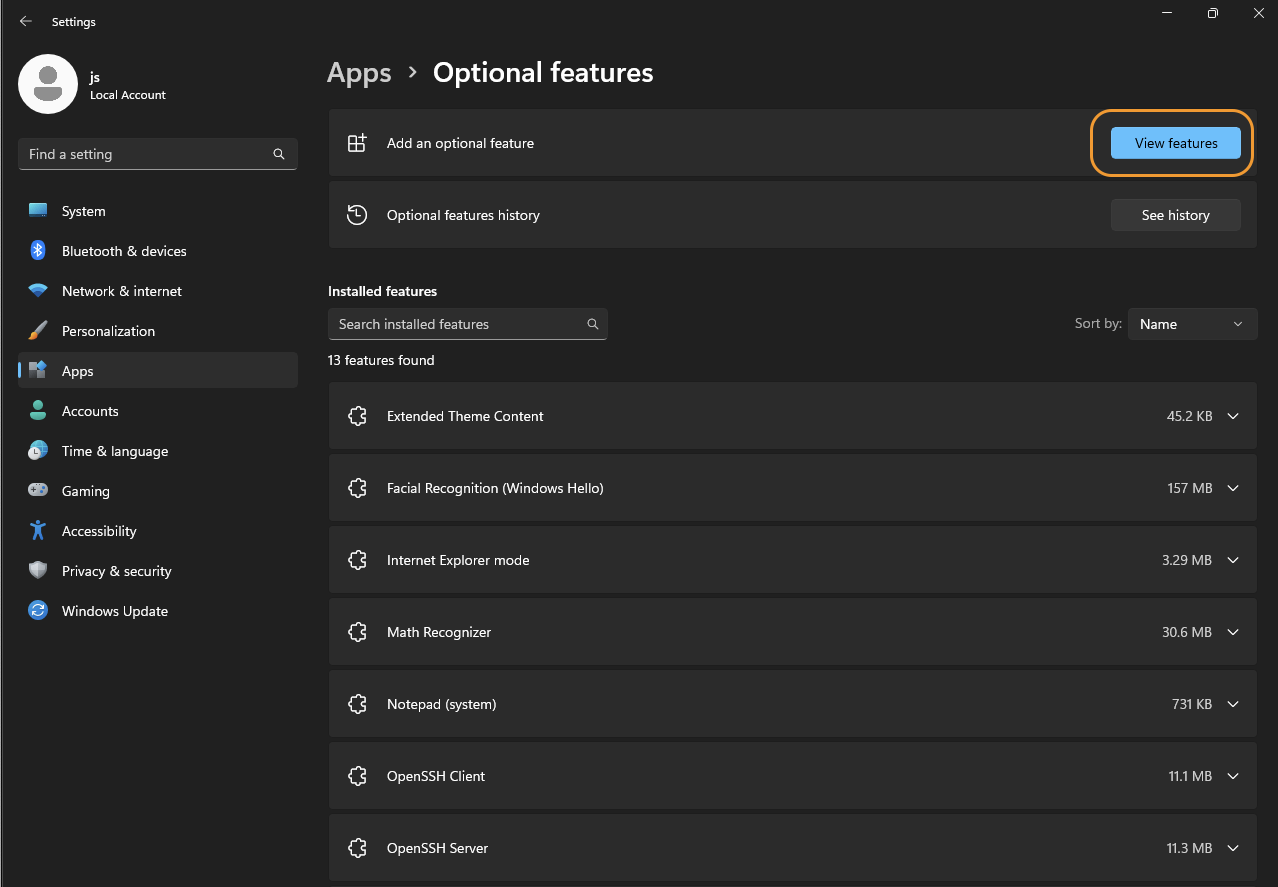 Settings
js
Local Account
Find a setting
System
Bluetooth & devices
Network & internet
Personalization
Apps
Accounts
Time & language
Gaming
Accessibility
Privacy & security
Windows Update
Apps > Optional features
Add an optional feature View features
Optional features history See history
Installed features
Search installed features Sort by: Name
13 features found
Extended Theme Content 45.2 KB
Facial Recognition (Windows Hello) 157 MB
Internet Explorer mode 3.29 MB
Math Recognizer 30.6 MB
Notepad (system) 731 KB
OpenSSH Client 11.1 MB
OpenSSH Server 11.3 MB